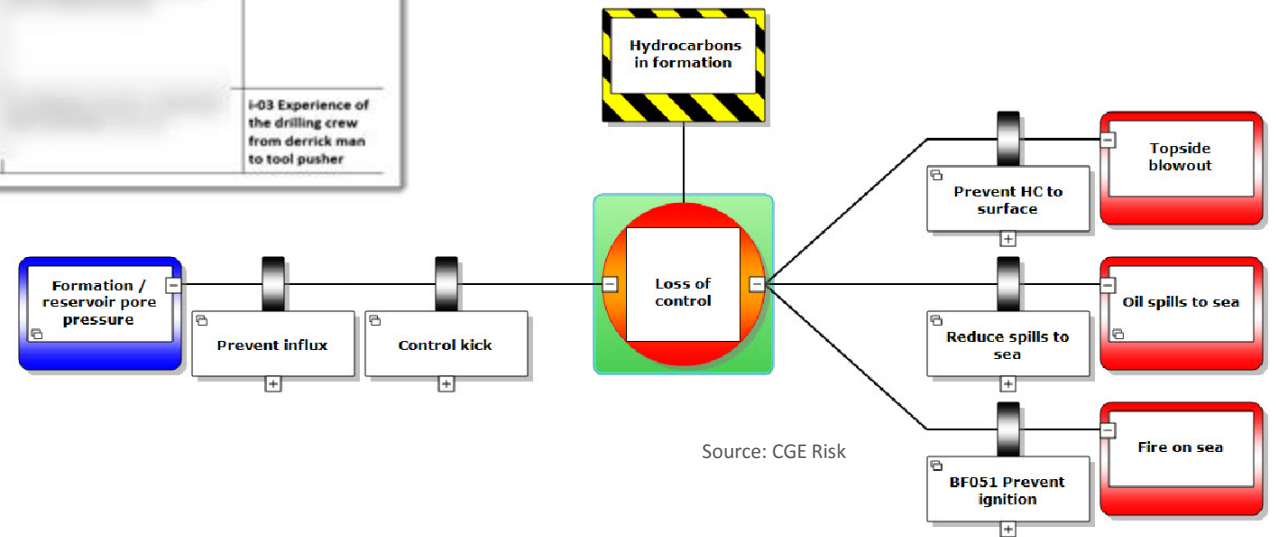 i-03 Experience of
the drilling crew
from derrick man
to tool pusher
Hydrocarbons
in formation
Formation /
reservoir pore
pressure
Prevent influx
Control kick
Loss of
control
Prevent HC to
surface
Topside
blowout
Reduce spills to
sea
Oil spills to sea
BF051 Prevent
ignition
Fire on sea
Source: CGE Risk